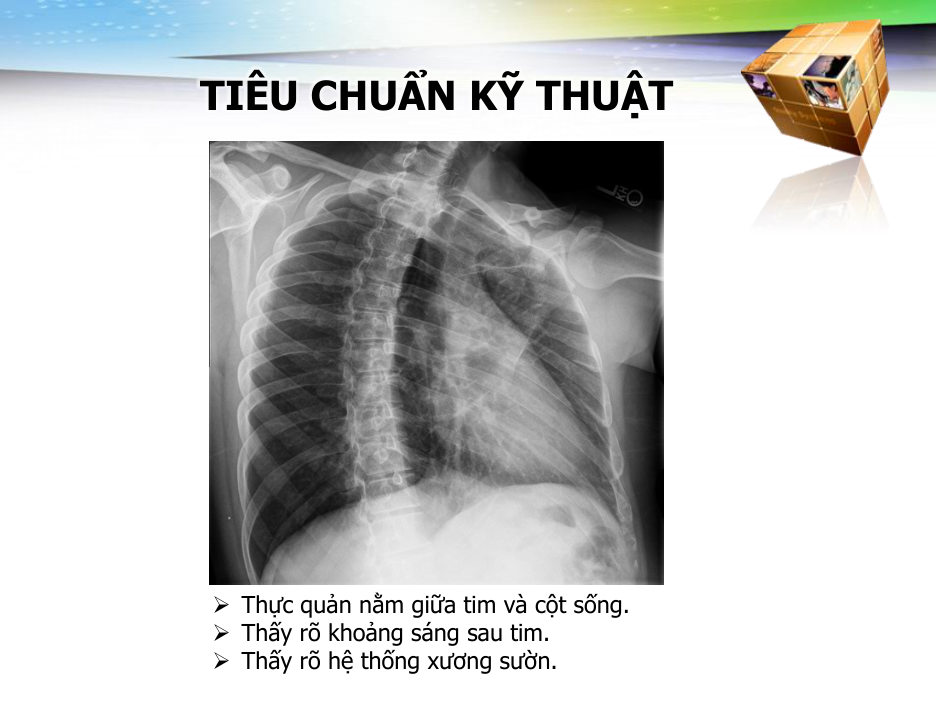 TIÊU CHUẨN KỸ THUẬT
➢ Thực quản nằm giữa tim và cột sống.
➢ Thấy rõ khoảng sáng sau tim.
➢ Thấy rõ hệ thống xương sườn.